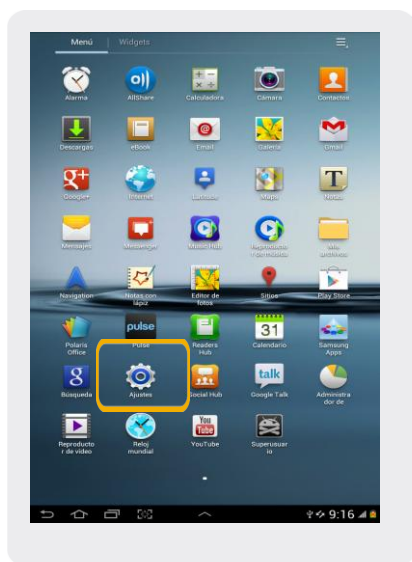 Menú Widgets
Alarma AllShare Calculadora Cámara Contactos
Descargas eBook Email Galería Gmail
Google+ Internet Latitude Maps Notas
Mensajes Messenger Music Hub Reproducto
r de música Mis
archivos
Navigation Notas con
lápiz Editor de
fotos Sitios Play Store
pulse
31
Polaris
Office Pulse Readers
Hub Calendario Samsung
Apps
talk
Búsqueda Ajustes Social Hub Google Talk Administra
dor de
You
Tube
Reproducto
r de vídeo Reloj
mundial YouTube Superusuar
io
9:16